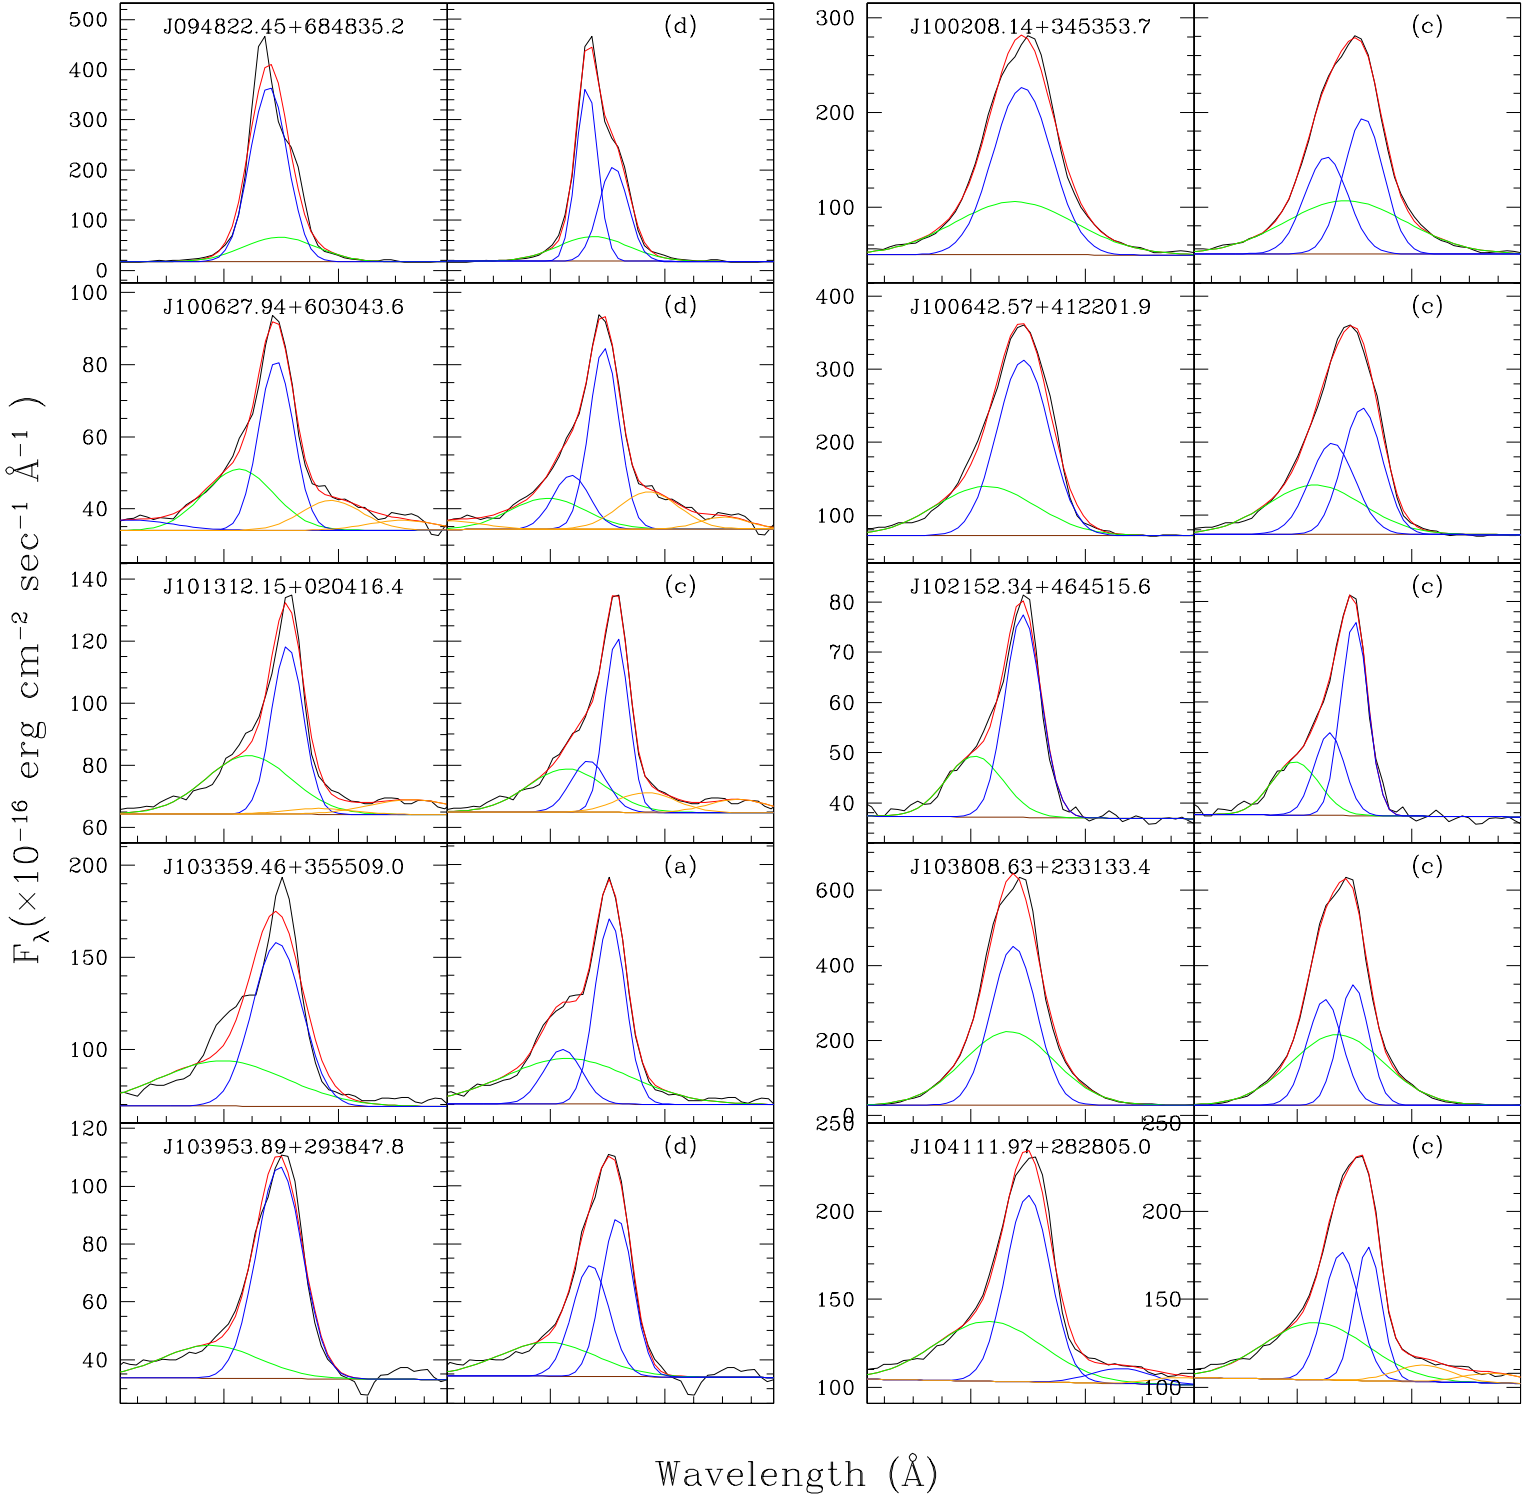 F_λ(×10⁻¹⁶ erg cm⁻² sec⁻¹ Å⁻¹ )
J094822.45+684835.2
(d)
500
400
300
200
100
0
J100208.14+345353.7
(c)
300
200
100
J100627.94+603043.6
(d)
100
80
60
40
J100642.57+412201.9
(c)
400
300
200
100
J101312.15+020416.4
(c)
140
120
100
80
60
J102152.34+464515.6
(c)
80
70
60
50
40
J103359.46+355509.0
(a)
200
150
100
J103808.63+233133.4
(c)
600
400
200
0
J103953.89+293847.8
(d)
120
100
80
60
40
J104111.97+282805.0
(c)
250
200
150
100
250
200
150
100
Wavelength (Å)